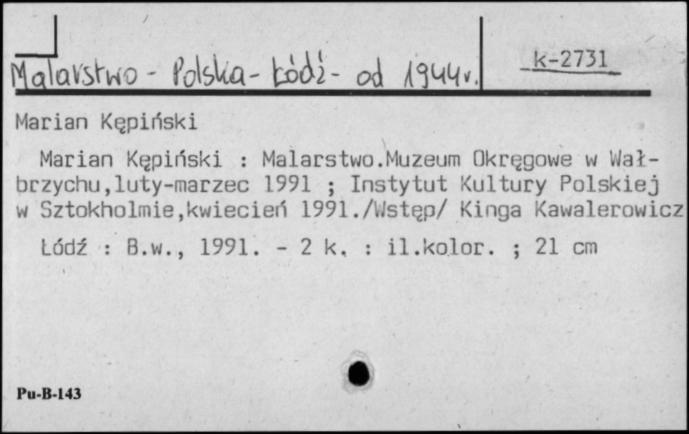 Malarstwo - Polska - Łódź - od 1944 r.
k-2731
Marian Kępiński
Marian Kępiński : Malarstwo.Muzeum Okręgowe w Wał-
brzychu,luty-marzec 1991 ; Instytut Kultury Polskiej
w Sztokholmie,kwiecień 1991./Wstęp/ Kinga Kawalerowicz
Łódź : B.w., 1991. - 2 k. : il.kolor. ; 21 cm
Pu-B-143